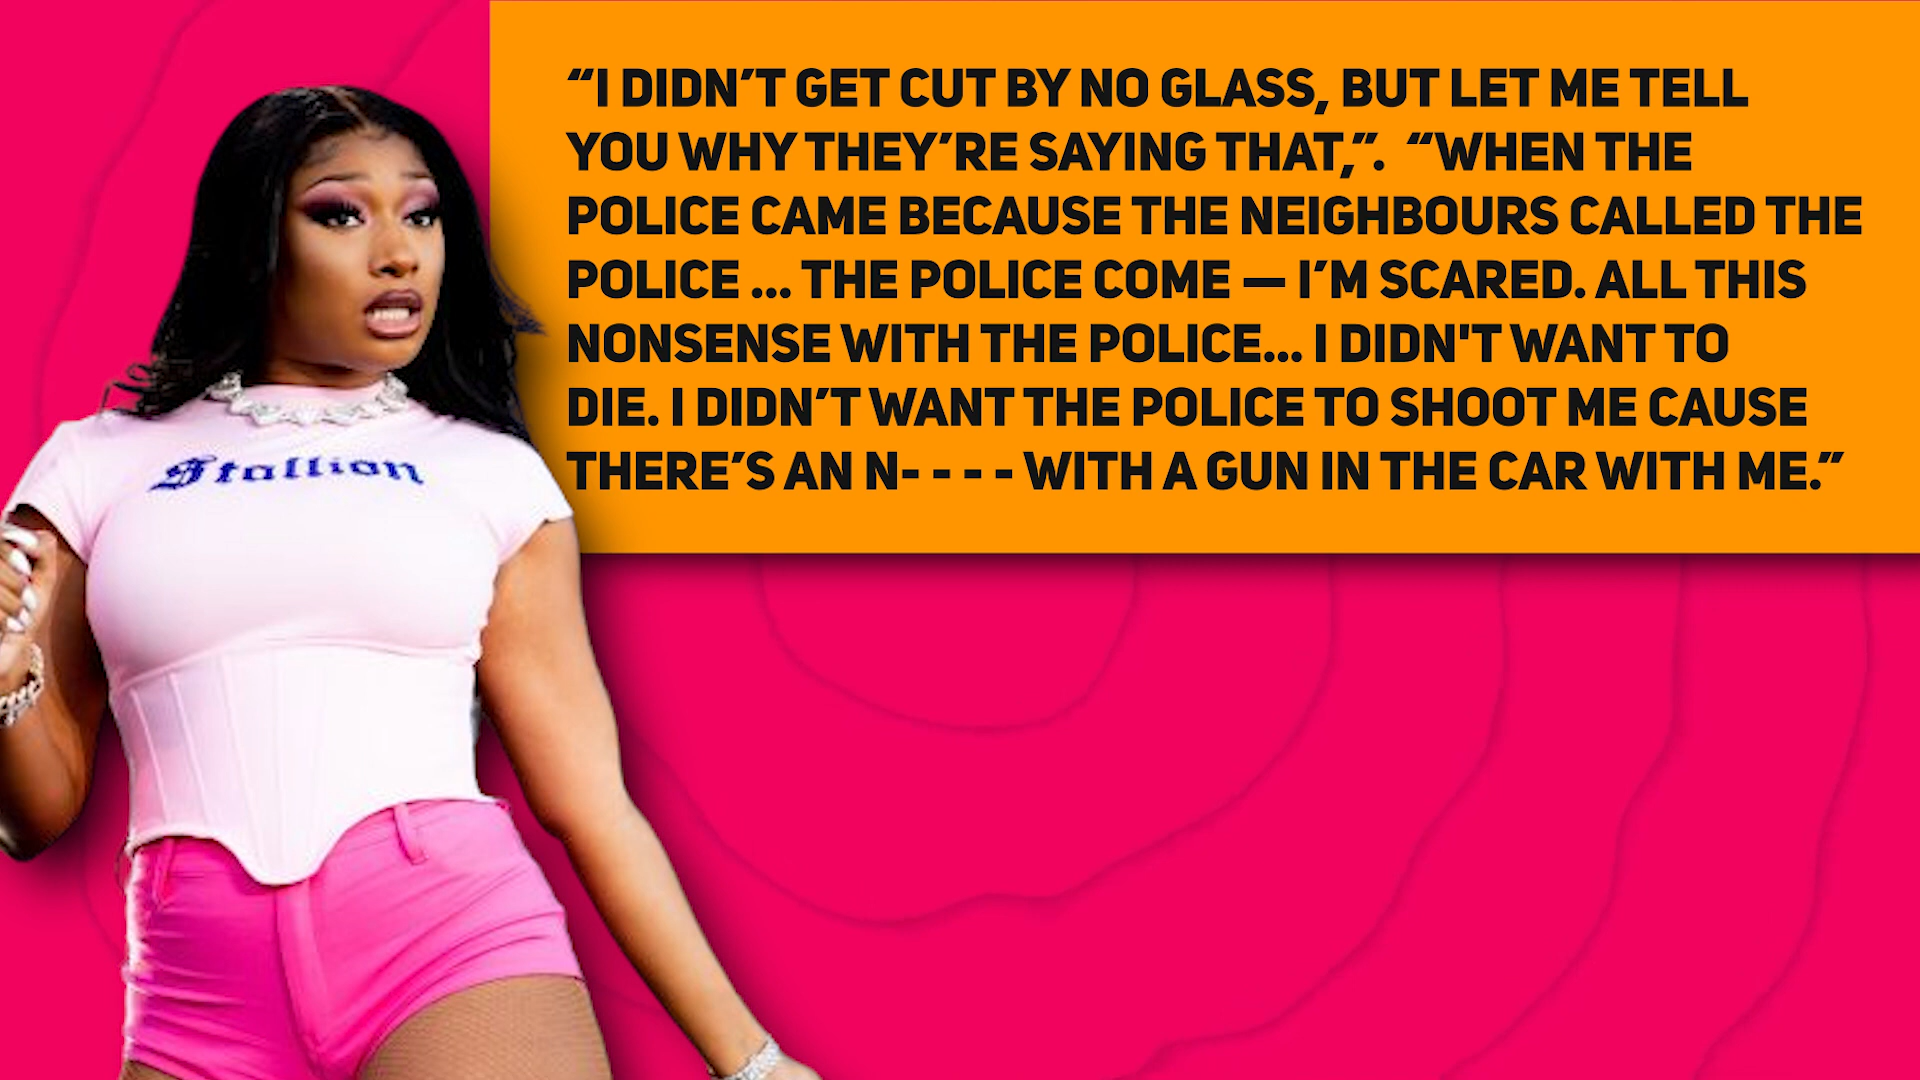 “I DIDN’T GET CUT BY NO GLASS, BUT LET ME TELL
YOU WHY THEY’RE SAYING THAT,”. “WHEN THE
POLICE CAME BECAUSE THE NEIGHBOURS CALLED THE
POLICE ... THE POLICE COME — I’M SCARED. ALL THIS
NONSENSE WITH THE POLICE... I DIDN'T WANT TO
DIE. I DIDN’T WANT THE POLICE TO SHOOT ME CAUSE
THERE’S AN N- - - - WITH A GUN IN THE CAR WITH ME.”
Stallion